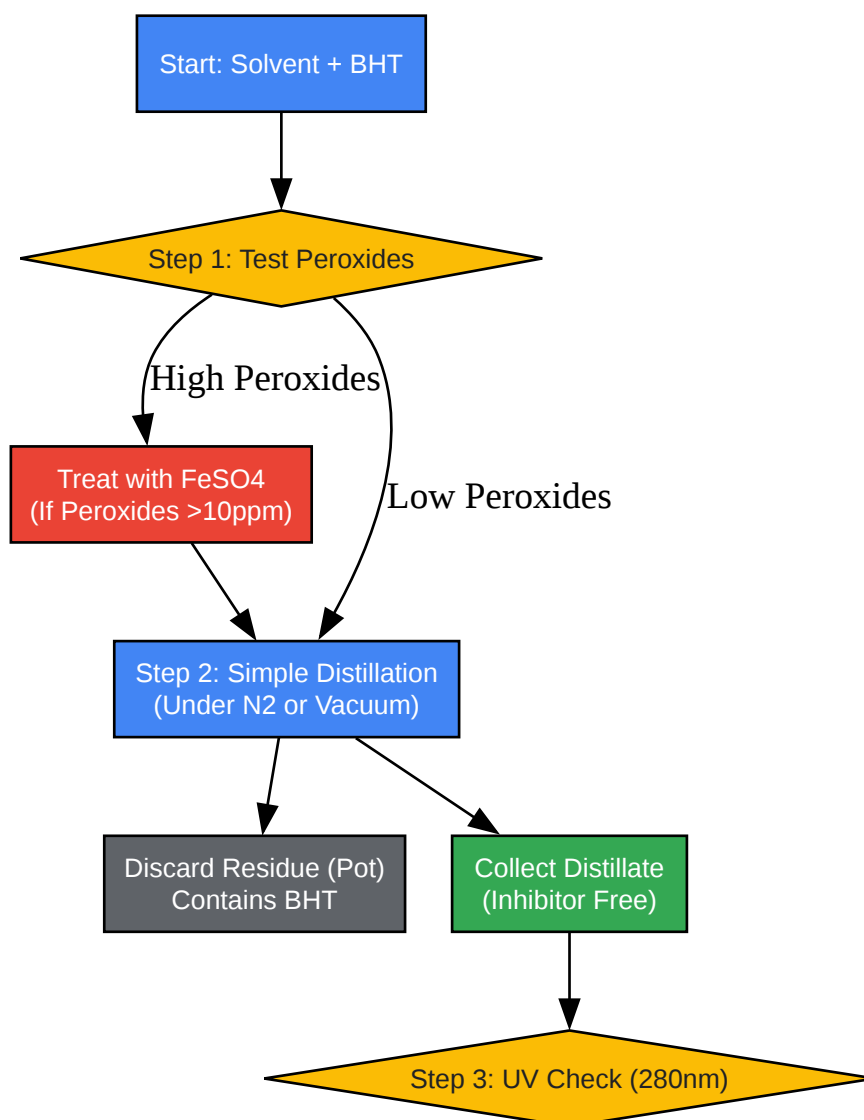 Start: Solvent + BHT
Step 1: Test Peroxides
High Peroxides
Treat with FeSO4
(If Peroxides >10ppm)
Low Peroxides
Step 2: Simple Distillation
(Under N2 or Vacuum)
Discard Residue (Pot)
Contains BHT
Collect Distillate
(Inhibitor Free)
Step 3: UV Check (280nm)